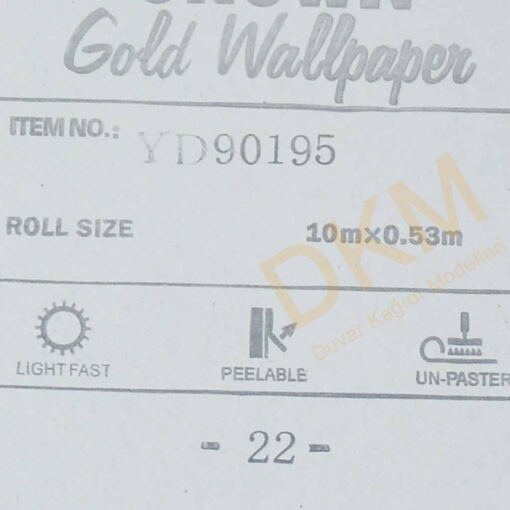 CROWN
Gold Wallpaper
ITEM NO.: YD90195
ROLL SIZE 10m×0.53m
DKM
Duvar Kağıdı Modelleri
LIGHT FAST PEELABLE UN-PASTER
- 22 -